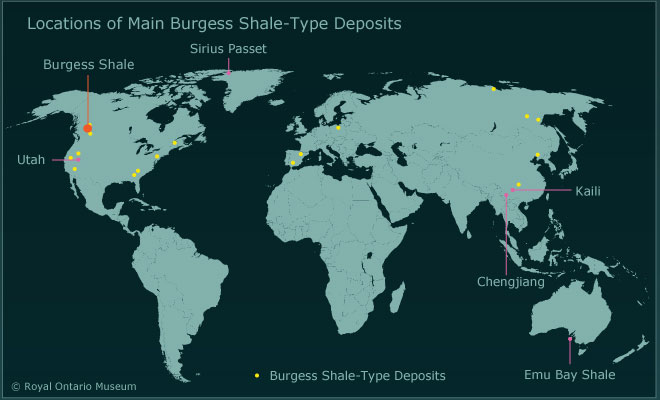 Locations of Main Burgess Shale-Type Deposits
Sirius Passet
Burgess Shale
Utah
Kaili
Chengjiang
Emu Bay Shale
Burgess Shale-Type Deposits
© Royal Ontario Museum